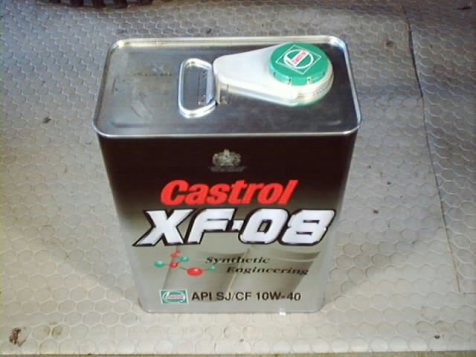 Castrol
XF-08
Synthetic
Engineering
API SJ/CF 10W-40